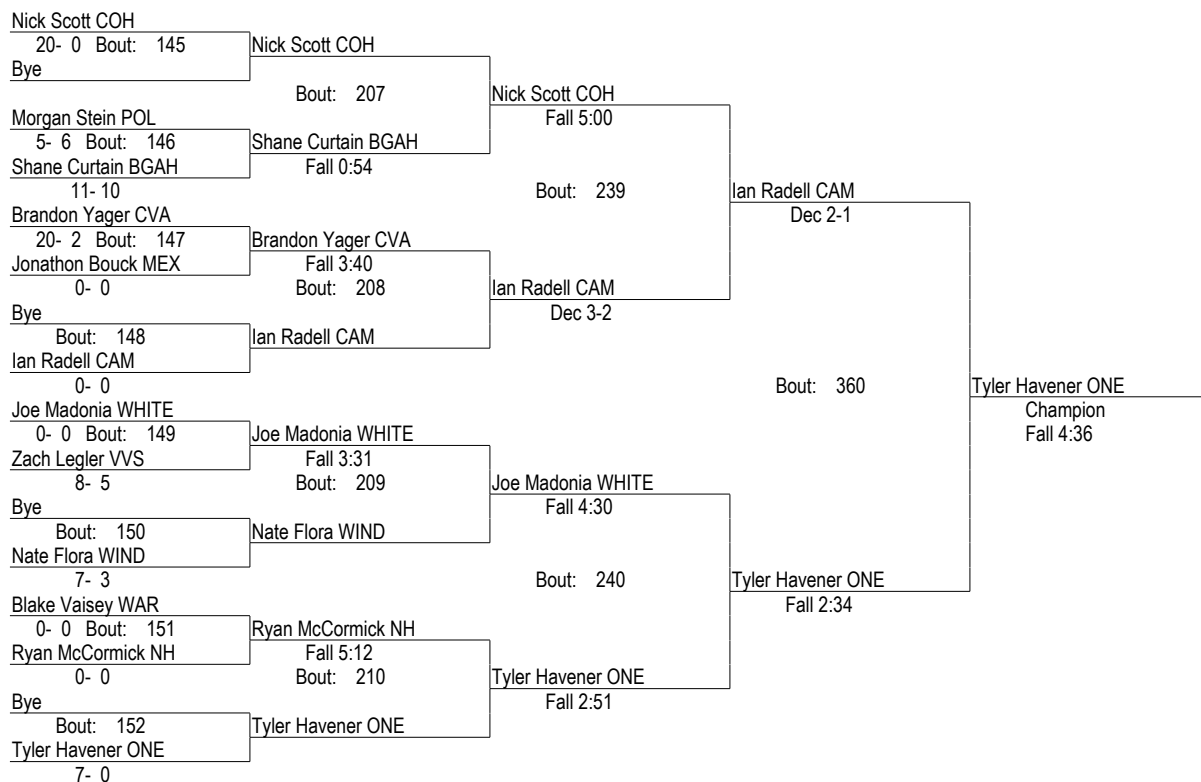 Nick Scott COH
20- 0 Bout: 145
Nick Scott COH
Bye
Bout: 207
Nick Scott COH
Morgan Stein POL
Fall 5:00
5- 6 Bout: 146
Shane Curtain BGAH
Shane Curtain BGAH
Fall 0:54
11- 10
Bout: 239
Ian Radell CAM
Brandon Yager CVA
Dec 2-1
20- 2 Bout: 147
Brandon Yager CVA
Jonathon Bouck MEX
Fall 3:40
0- 0
Bout: 208
Ian Radell CAM
Bye
Dec 3-2
Bout: 148
Ian Radell CAM
Ian Radell CAM
0- 0
Bout: 360
Tyler Havener ONE
Joe Madonia WHITE
Champion
0- 0 Bout: 149
Joe Madonia WHITE
Fall 4:36
Zach Legler VVS
Fall 3:31
8- 5
Bout: 209
Joe Madonia WHITE
Bye
Fall 4:30
Bout: 150
Nate Flora WIND
Nate Flora WIND
7- 3
Bout: 240
Tyler Havener ONE
Blake Vaisey WAR
Fall 2:34
0- 0 Bout: 151
Ryan McCormick NH
Ryan McCormick NH
Fall 5:12
0- 0
Bout: 210
Tyler Havener ONE
Bye
Fall 2:51
Bout: 152
Tyler Havener ONE
Tyler Havener ONE
7- 0